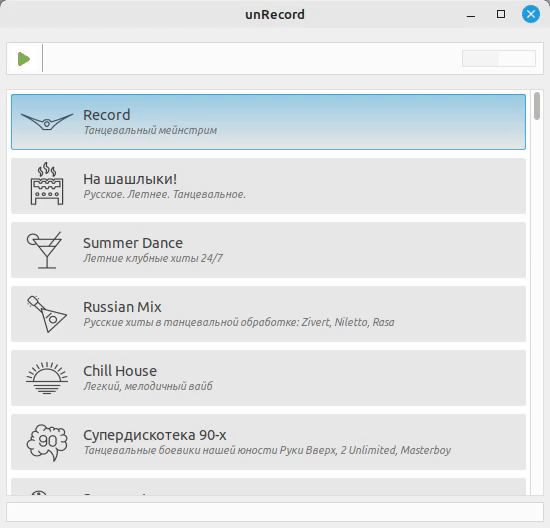 unRecord
Record
Танцевальный мейнстрим
На шашлыки!
Русское. Летнее. Танцевальное.
Summer Dance
Летние клубные хиты 24/7
Russian Mix
Русские хиты в танцевальной обработке: Zivert, Niletto, Rasa
Chill House
Легкий, мелодичный вайб
90
Супердискотека 90-х
Танцевальные боевики нашей юности Руки Вверх, 2 Unlimited, Masterboy